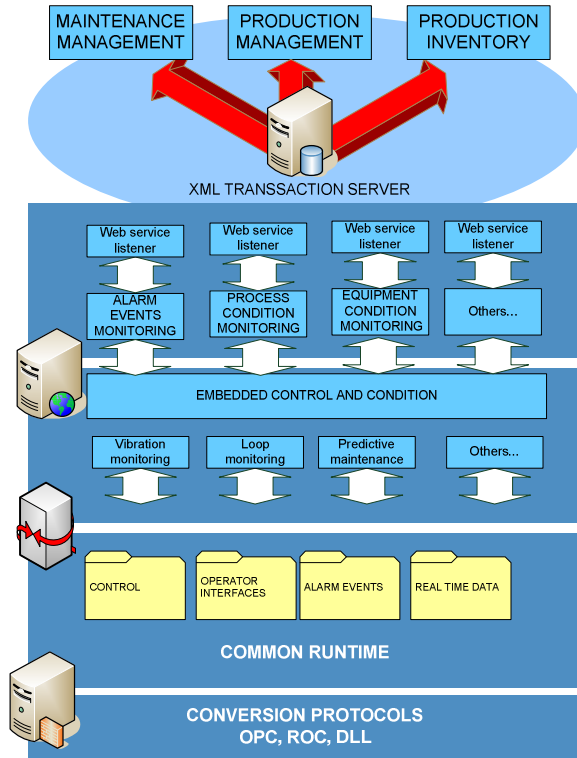 MAINTENANCE
MANAGEMENT
PRODUCTION
MANAGEMENT
PRODUCTION
INVENTORY
XML TRANSSACTION SERVER
Web service
listener
Web service
listener
Web service
listener
Web service
listener
ALARM
EVENTS
MONITORING
PROCESS
CONDITION
MONITORING
EQUIPMENT
CONDITION
MONITORING
Others...
EMBEDDED CONTROL AND CONDITION
Vibration
monitoring
Loop
monitoring
Predictive
maintenance
Others...
CONTROL
OPERATOR
INTERFACES
ALARM EVENTS
REAL TIME DATA
COMMON RUNTIME
CONVERSION PROTOCOLS
OPC, ROC, DLL